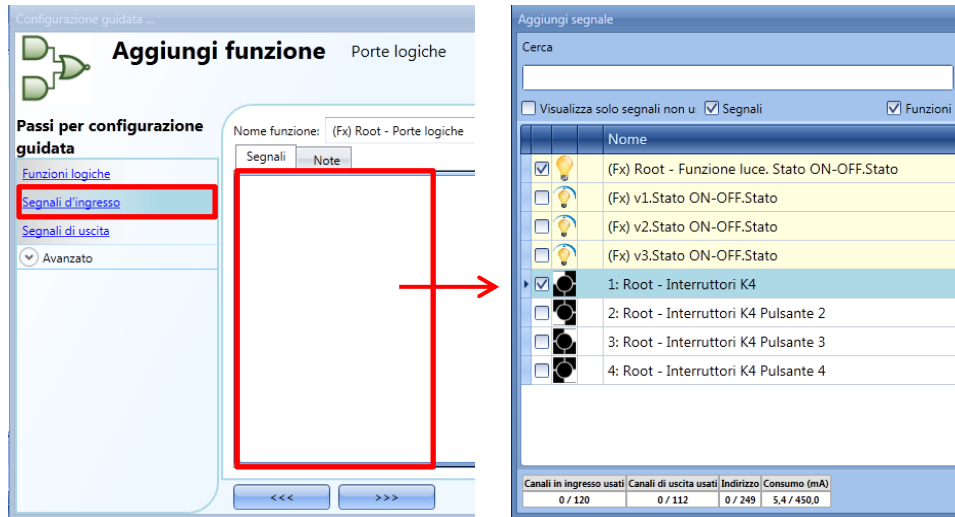 Configurazione guidata ...
Aggiungi funzione Porte logiche
Passi per configurazione
guidata
Funzioni logiche
Segnali d'ingresso
Segnali di uscita
Avanzato
Nome funzione: (Fx) Root - Porte logiche
Segnali Note
<<< >>>
Aggiungi segnale
Cerca
Visualizza solo segnali non u Segnali Funzioni
Nome
(Fx) Root - Funzione luce. Stato ON-OFF.Stato
(Fx) v1.Stato ON-OFF.Stato
(Fx) v2.Stato ON-OFF.Stato
(Fx) v3.Stato ON-OFF.Stato
1: Root - Interruttori K4
2: Root - Interruttori K4 Pulsante 2
3: Root - Interruttori K4 Pulsante 3
4: Root - Interruttori K4 Pulsante 4
Canali in ingresso usati Canali di uscita usati Indirizzo Consumo (mA)
0 / 120 0 / 112 0 / 249 5,4 / 450,0